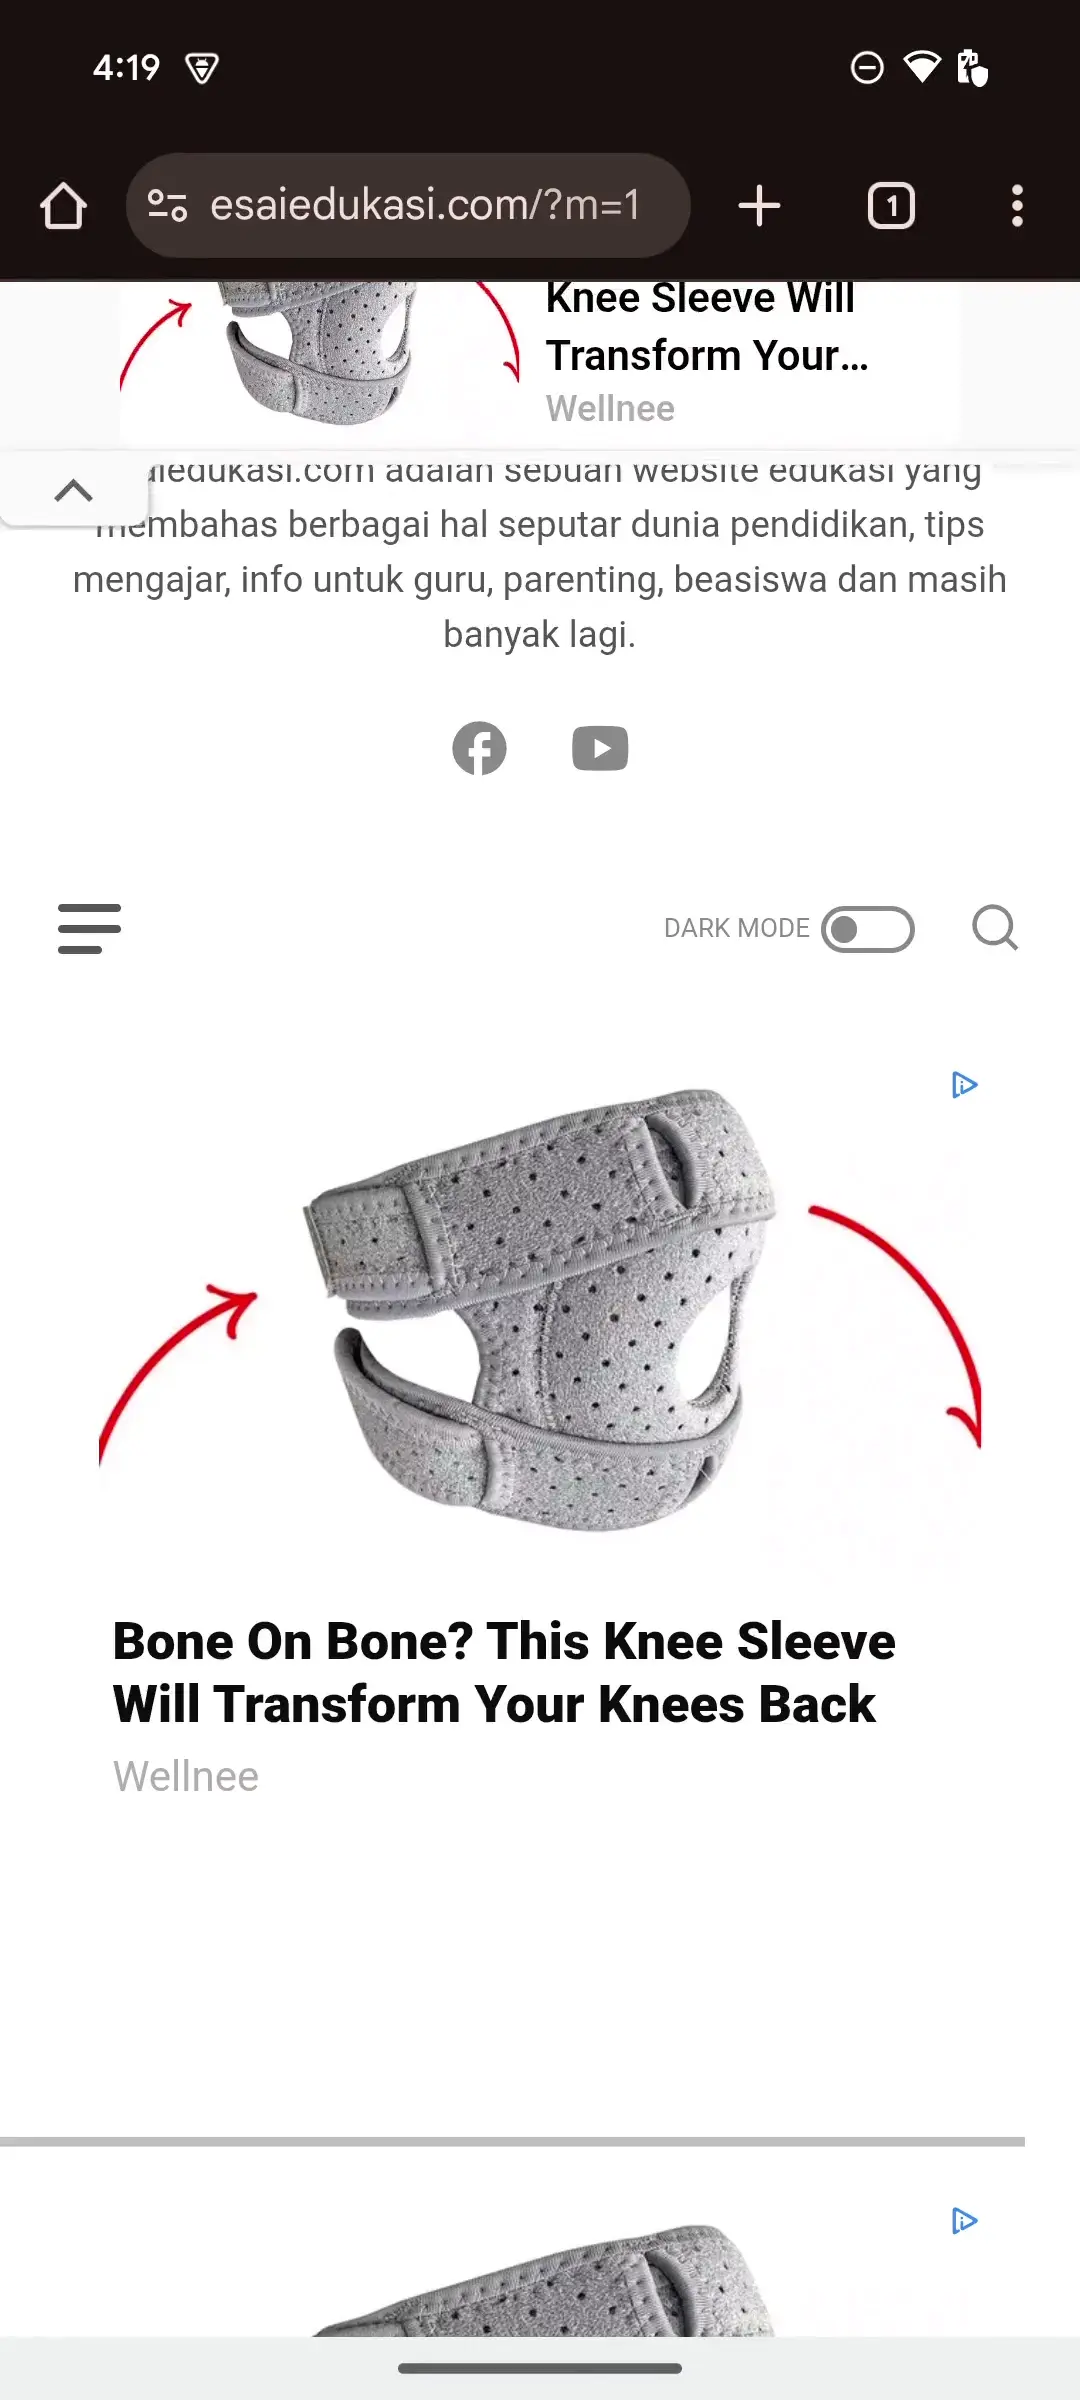 4:19
esaiedukasi.com/?m=1
1
Knee Sleeve Will
Transform Your...
Wellnee
aiedukasi.com adalah sebuah website edukasi yang
membahas berbagai hal seputar dunia pendidikan, tips
mengajar, info untuk guru, parenting, beasiswa dan masih
banyak lagi.
DARK MODE
Bone On Bone? This Knee Sleeve
Will Transform Your Knees Back
Wellnee